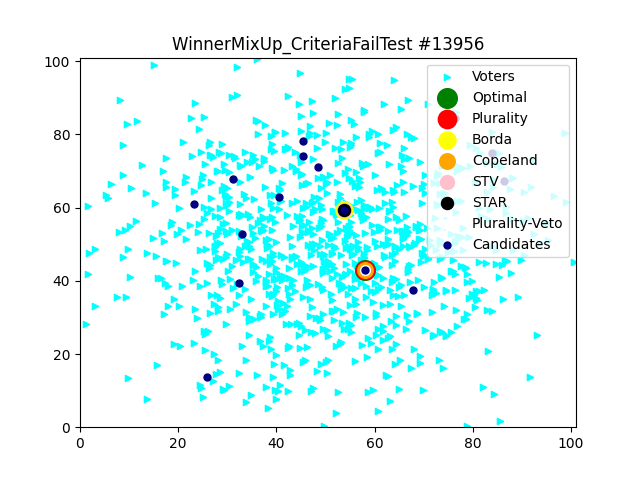 WinnerMixUp_CriteriaFailTest #13956
Voters
Optimal
Plurality
Borda
Copeland
STV
STAR
Plurality-Veto
Candidates
100
80
60
40
20
0
0 20 40 60 80 100